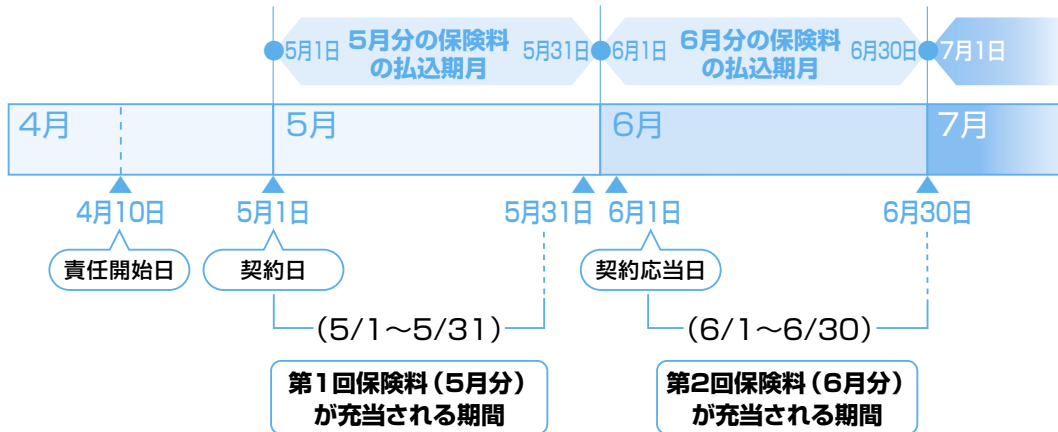 5月1日 5月分の保険料の払込期月 5月31日
6月1日 6月分の保険料の払込期月 6月30日
7月1日
4月 5月 6月 7月
4月10日 5月1日 5月31日 6月1日 6月30日
責任開始日 契約日 契約応当日
(5/1〜5/31) (6/1〜6/30)
第1回保険料(5月分)
が充当される期間
第2回保険料(6月分)
が充当される期間